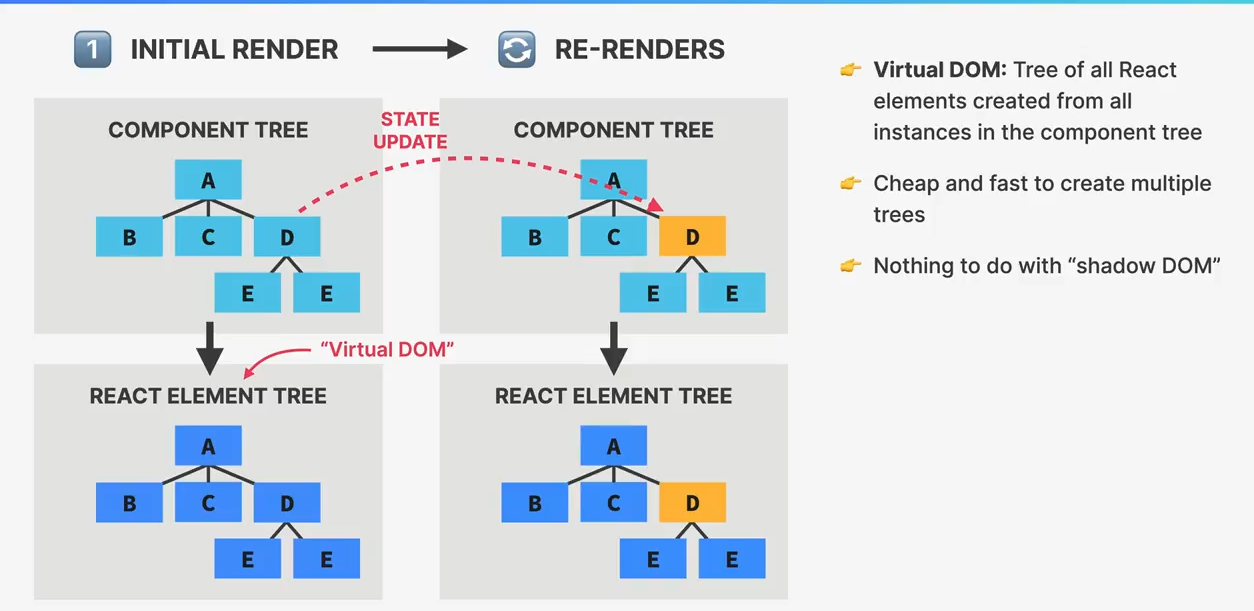 1 INITIAL RENDER
RE-RENDERS
COMPONENT TREE
A
B C D
E E
STATE
UPDATE
COMPONENT TREE
A
B C D
E E
"Virtual DOM"
REACT ELEMENT TREE
A
B C D
E E
REACT ELEMENT TREE
A
B C D
E E
Virtual DOM: Tree of all React
elements created from all
instances in the component tree
Cheap and fast to create multiple
trees
Nothing to do with “shadow DOM”